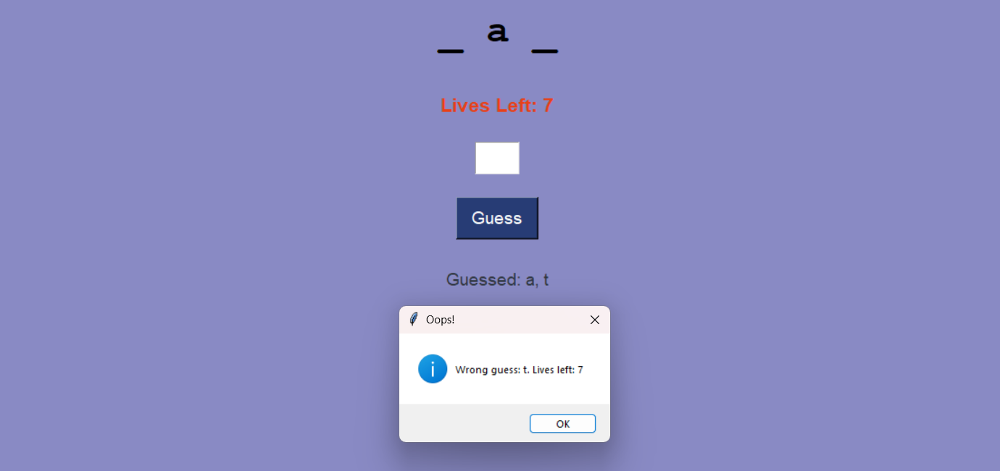 _ a _
Lives Left: 7
Guess
Guessed: a, t
Oops!
Wrong guess: t. Lives left: 7
OK